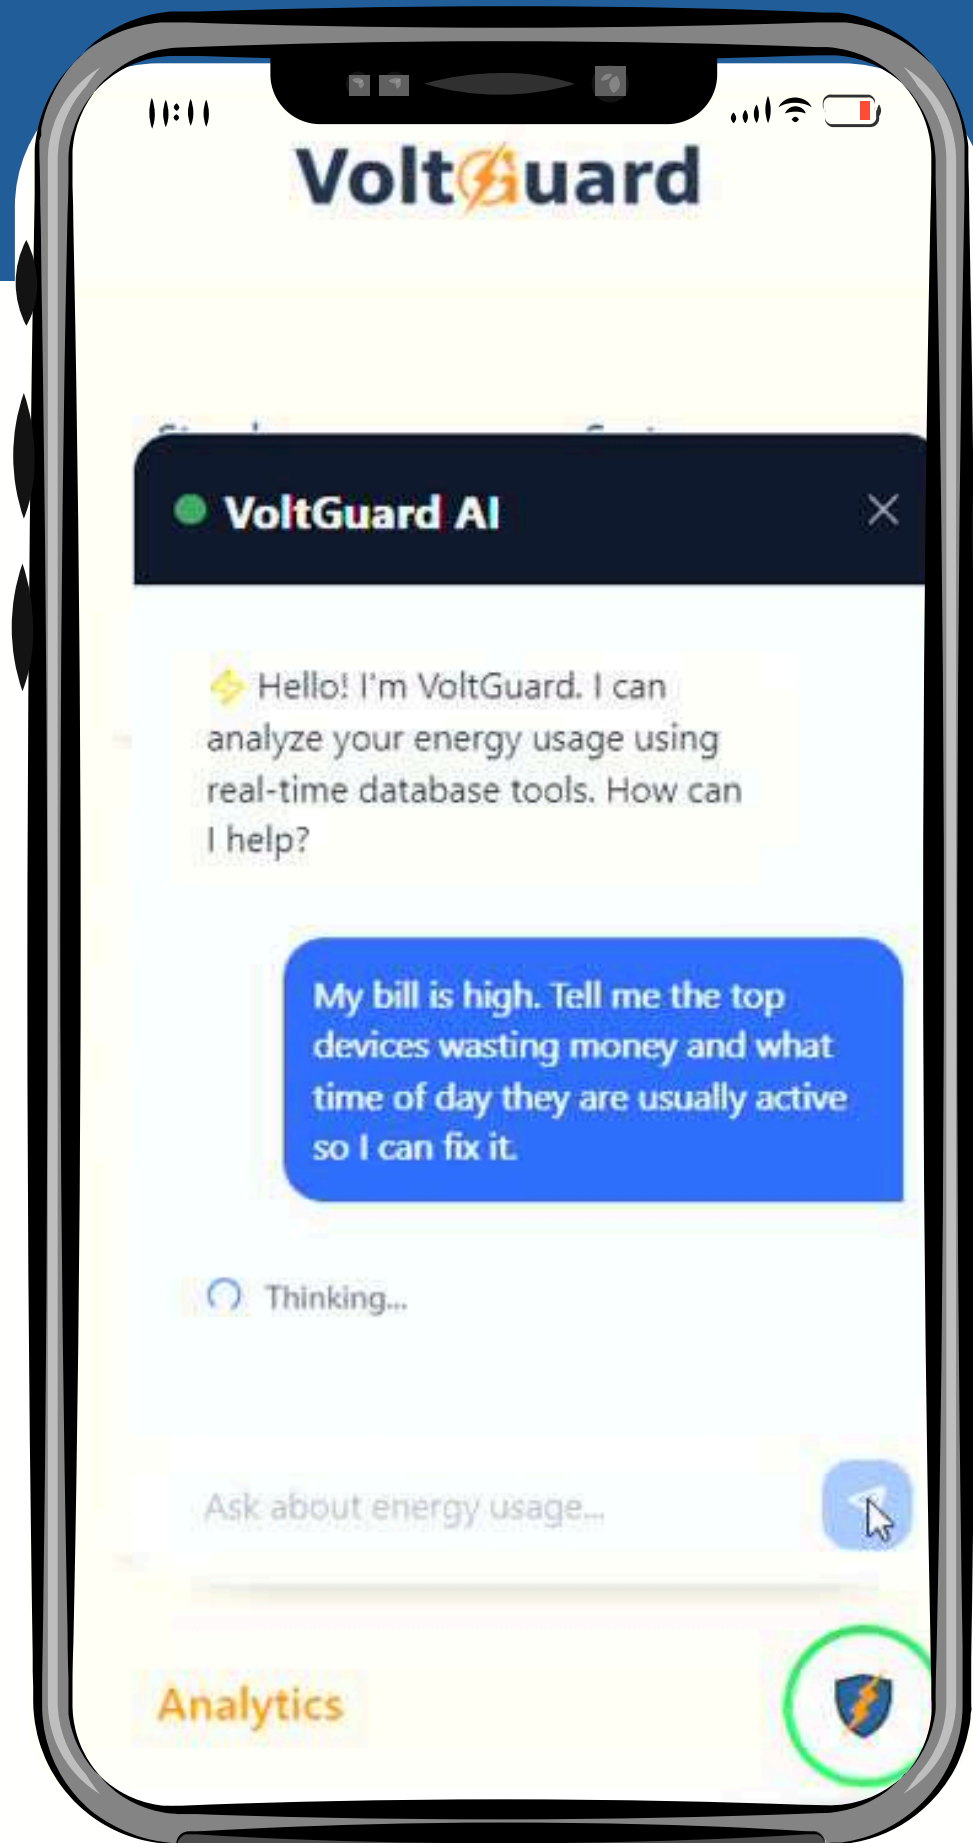 11:11
VoltGuard
VoltGuard AI
Hello! I'm VoltGuard. I can
analyze your energy usage using
real-time database tools. How can
I help?
My bill is high. Tell me the top
devices wasting money and what
time of day they are usually active
so I can fix it.
Thinking...
Ask about energy usage...
Analytics